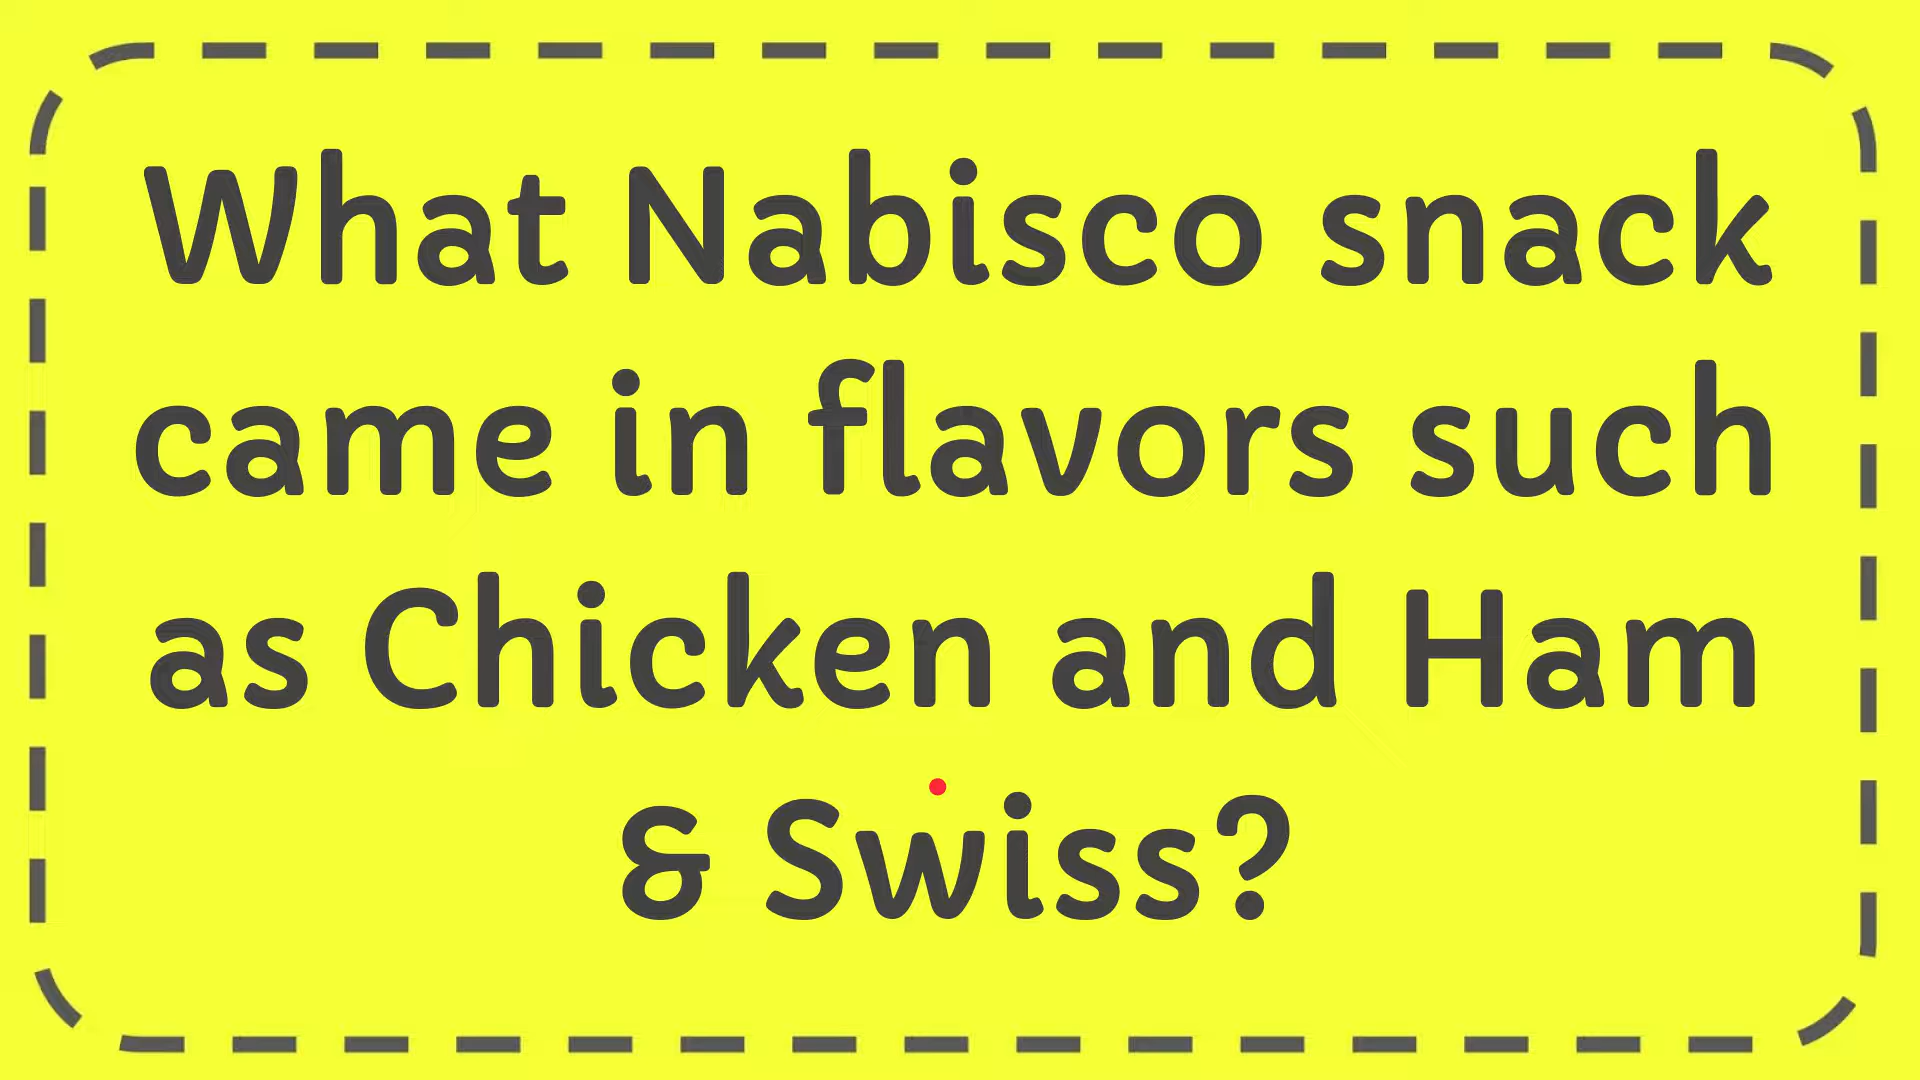 What Nabisco snack
came in flavors such
as Chicken and Ham
& Swiss?